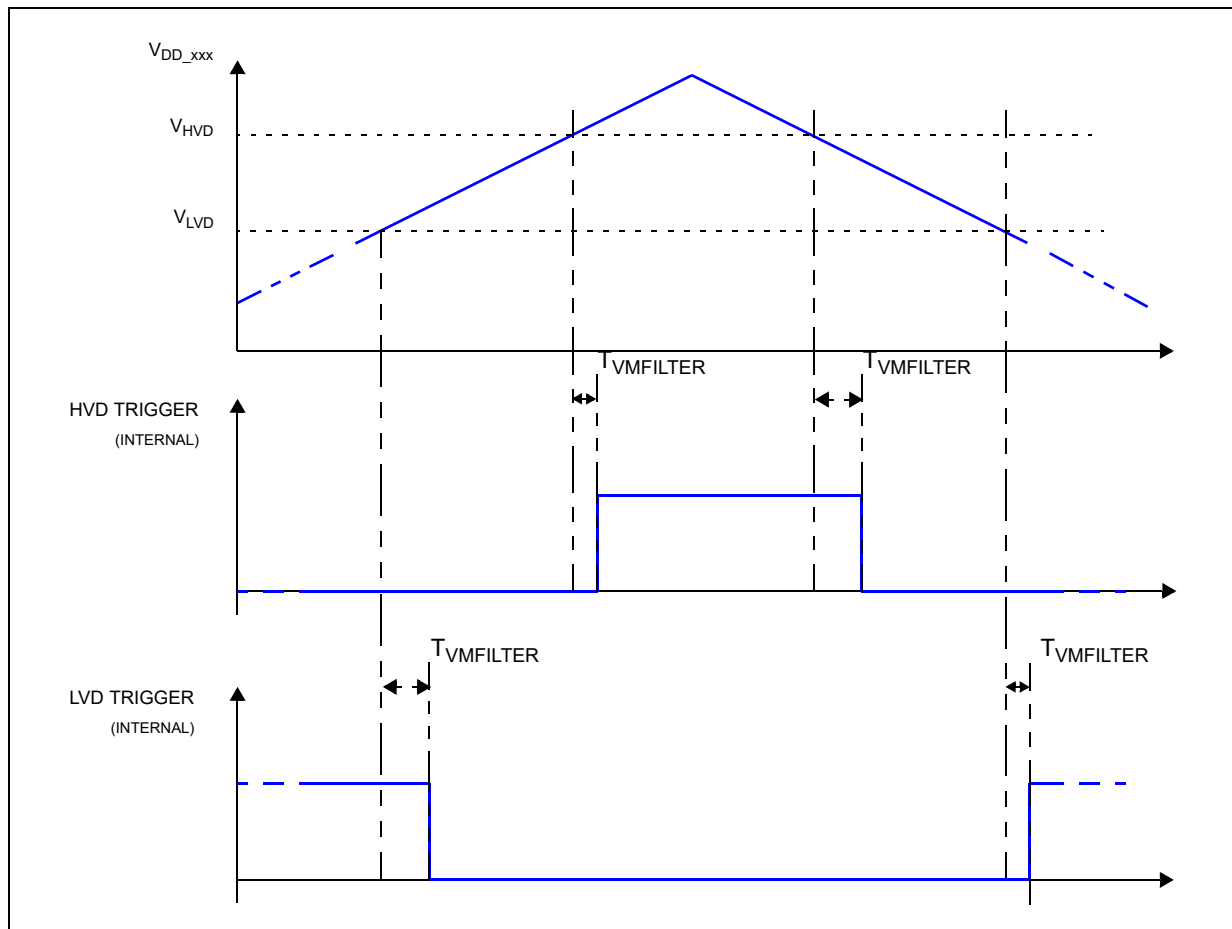 VDD_xxx
VHVD
VLVD
TVMFILTER TVMFILTER
HVD TRIGGER
(INTERNAL)
TVMFILTER TVMFILTER
LVD TRIGGER
(INTERNAL)